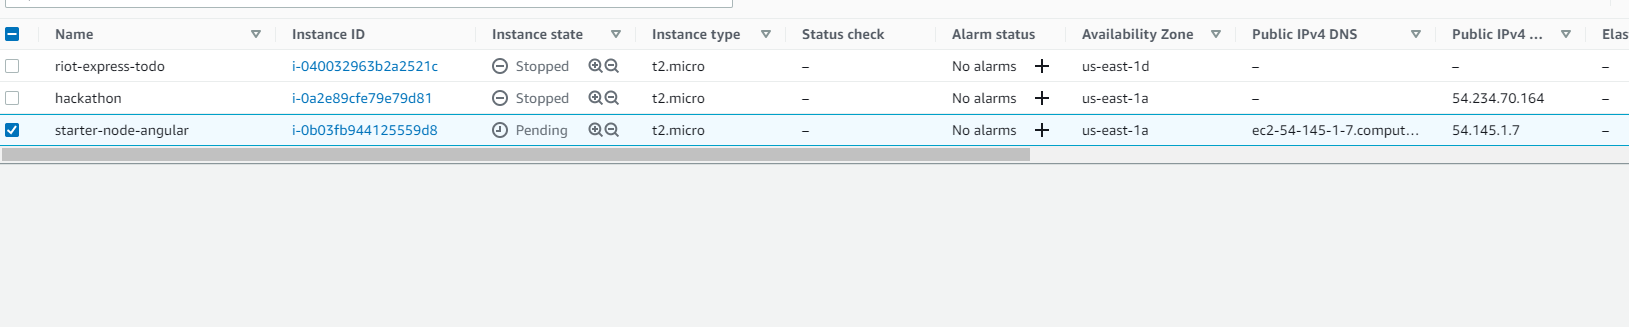 Name Instance ID Instance state Instance type Status check Alarm status Availability Zone Public IPv4 DNS Public IPv4 ... Elas
riot-express-todo i-040032963b2a2521c Stopped t2.micro – No alarms + us-east-1d – – –
hackathon i-0a2e89cfe79e79d81 Stopped t2.micro – No alarms + us-east-1a – 54.234.70.164 –
starter-node-angular i-0b03fb944125559d8 Pending t2.micro – No alarms + us-east-1a ec2-54-145-1-7.comput... 54.145.1.7 –